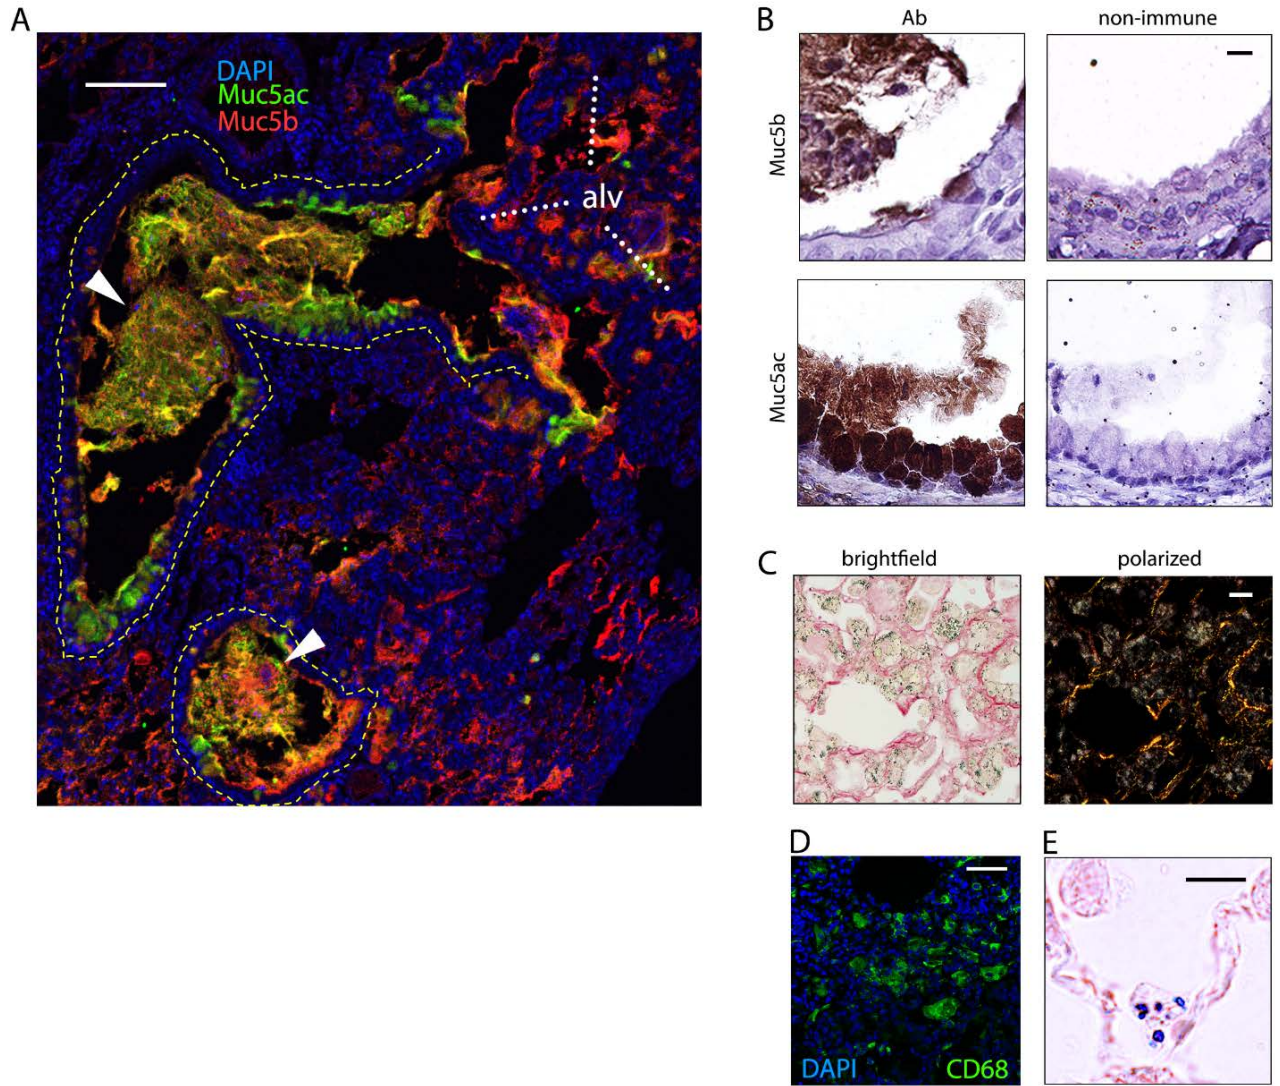 A
DAPI
Muc5ac
Muc5b
alv
B
Ab
non-immune
Muc5b
Muc5ac
C
brightfield
polarized
D
DAPI
CD68
E